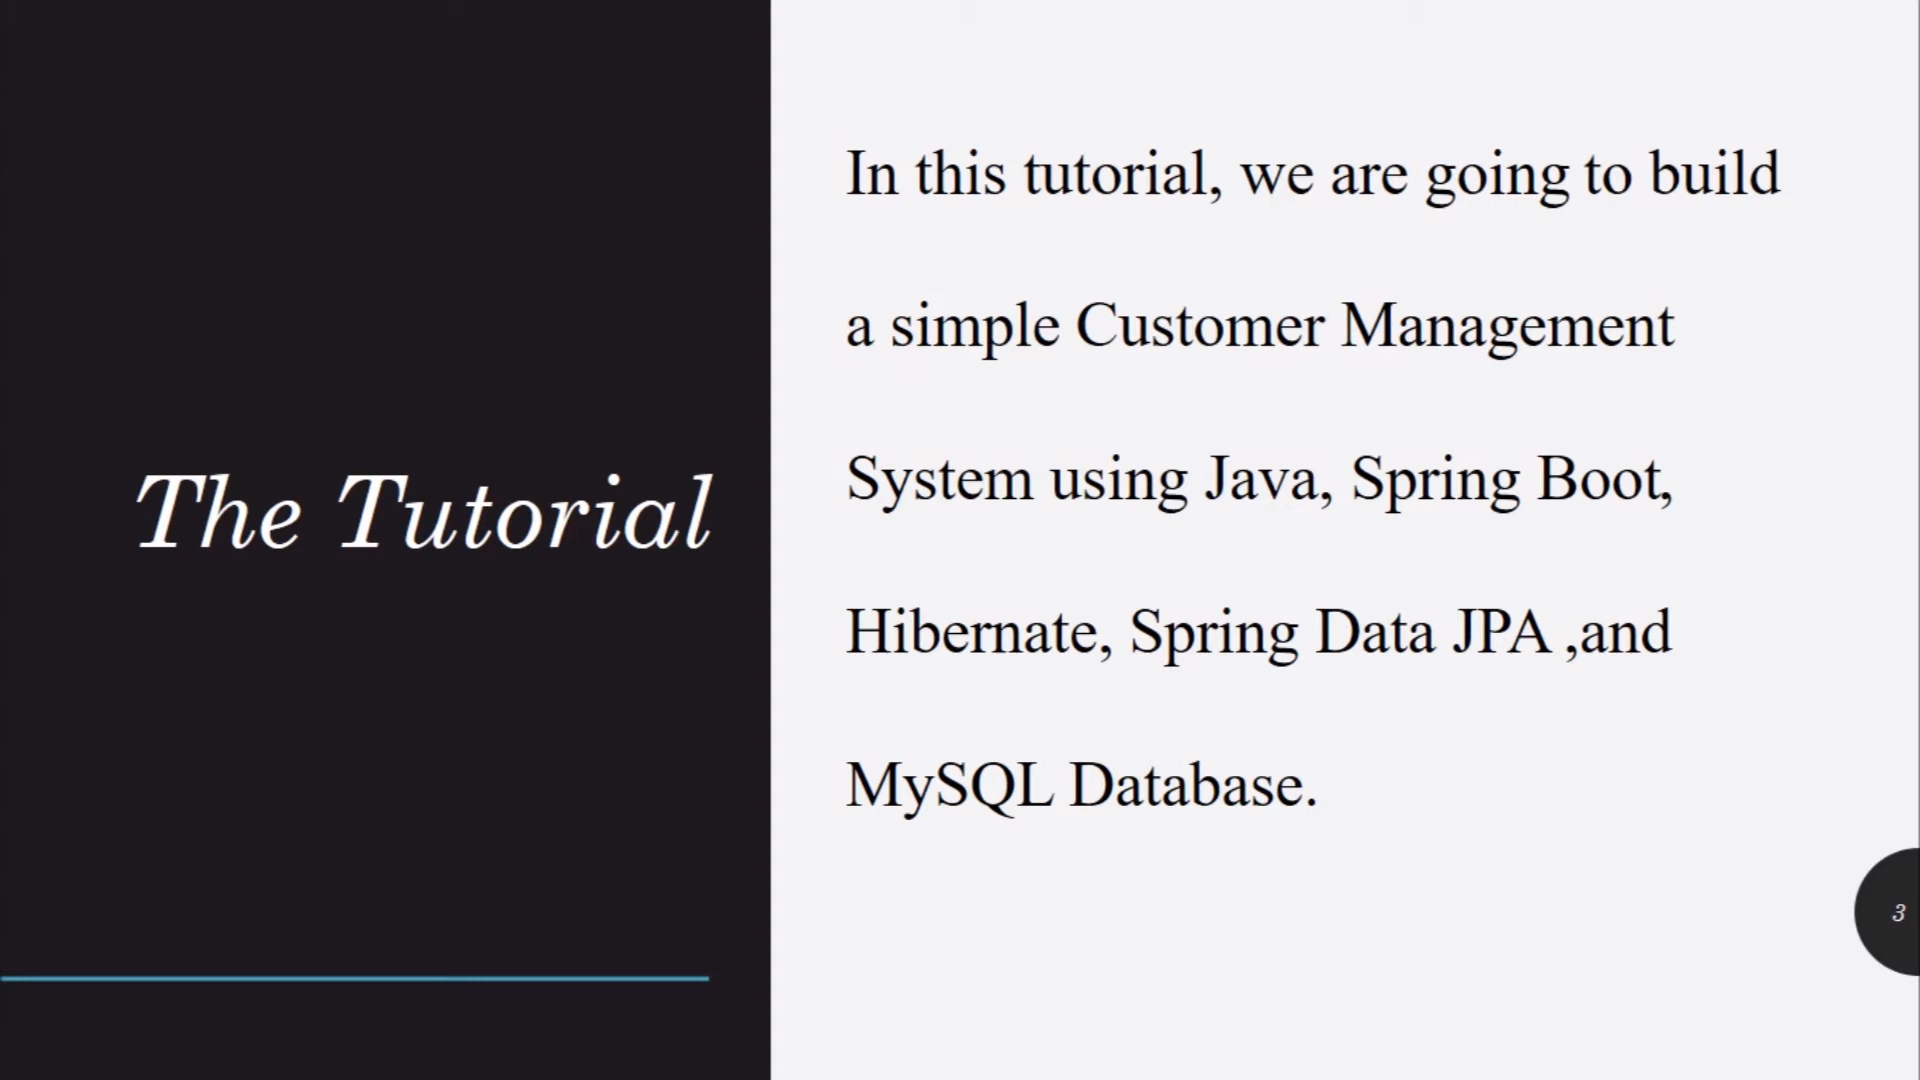 The Tutorial
In this tutorial, we are going to build
a simple Customer Management
System using Java, Spring Boot,
Hibernate, Spring Data JPA ,and
MySQL Database.
3